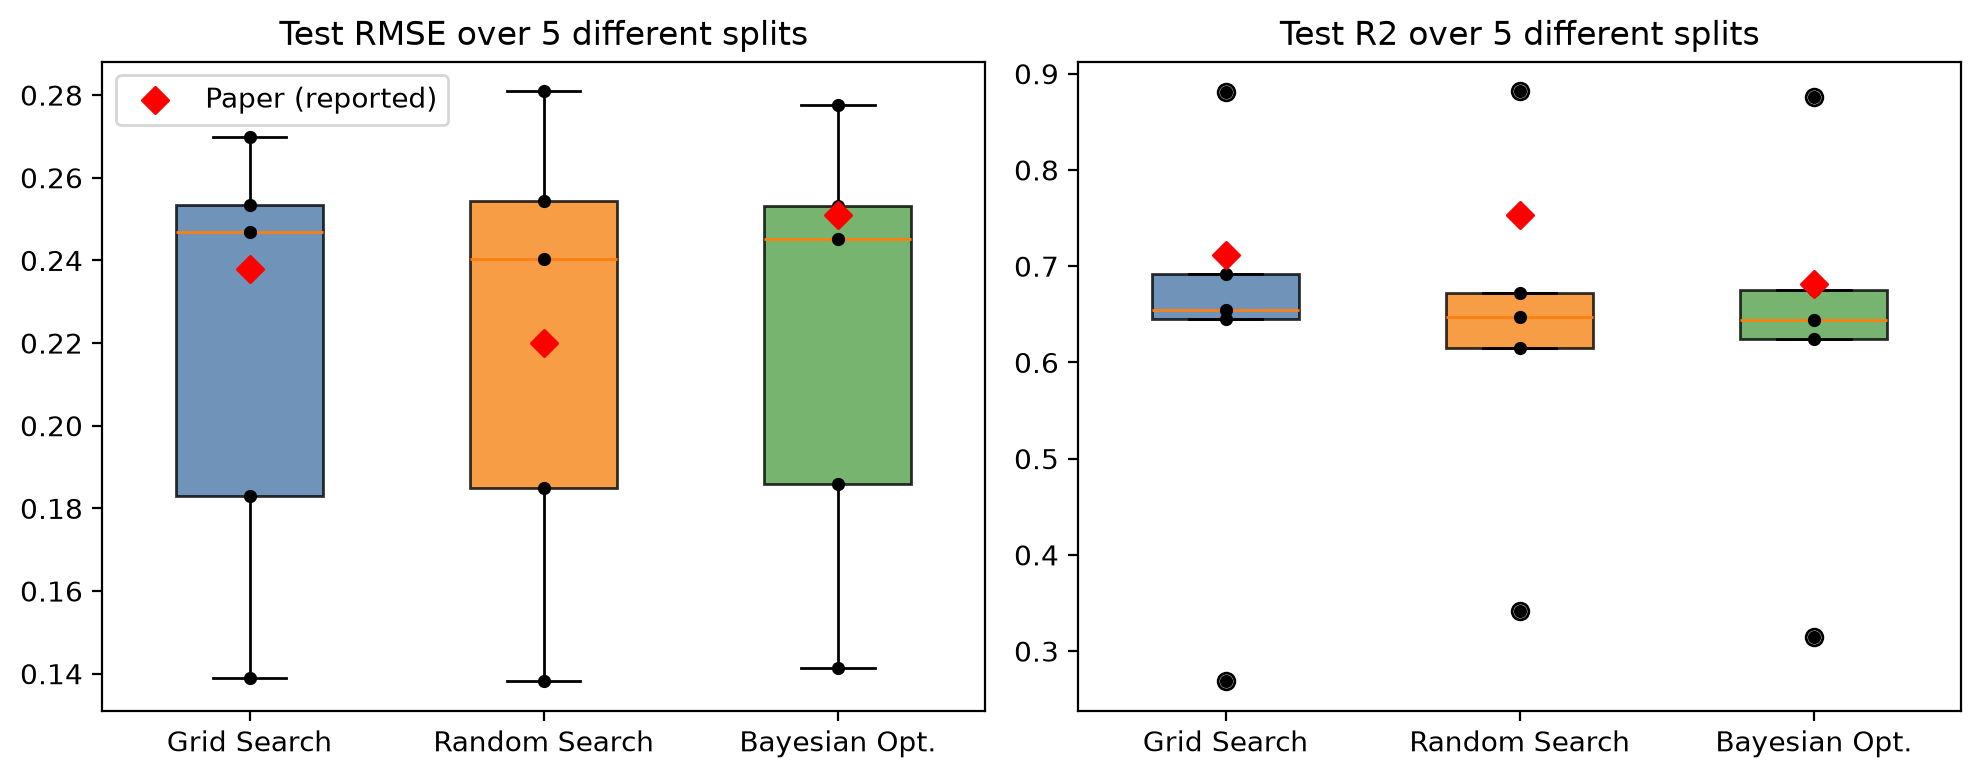 Test RMSE over 5 different splits
Paper (reported)
0.28
0.26
0.24
0.22
0.20
0.18
0.16
0.14
Grid Search
Random Search
Bayesian Opt.
Test R2 over 5 different splits
0.9
0.8
0.7
0.6
0.5
0.4
0.3
Grid Search
Random Search
Bayesian Opt.